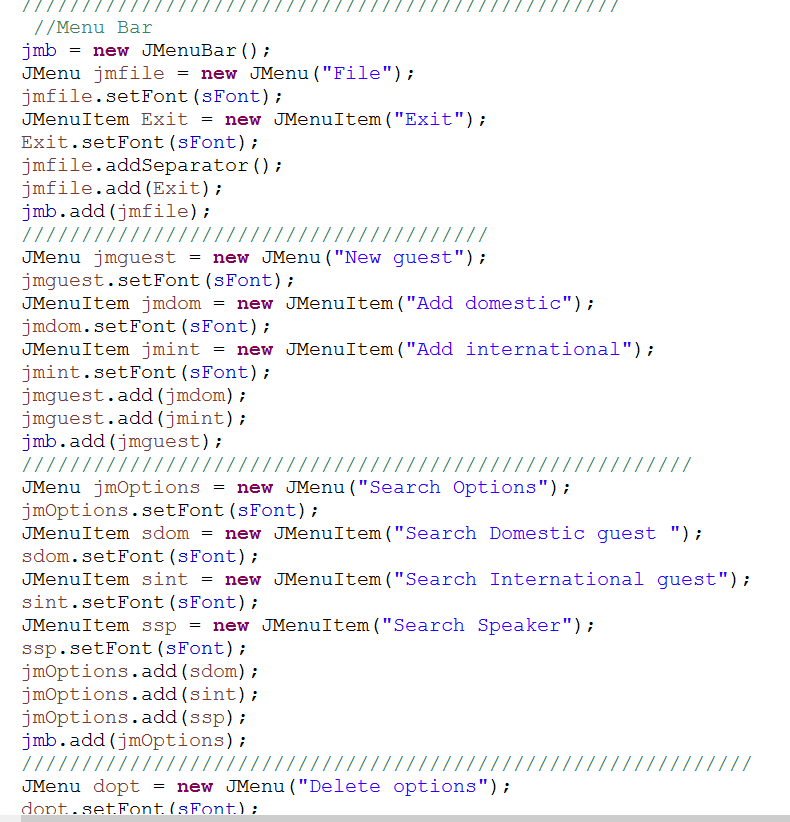 //////////////////////////////////////////////////
//Menu Bar
jmb = new JMenuBar();
JMenu jmfile = new JMenu("File");
jmfile.setFont(sFont);
JMenuItem Exit = new JMenuItem("Exit");
Exit.setFont(sFont);
jmfile.addSeparator();
jmfile.add(Exit);
jmb.add(jmfile);
///////////////////////////////////////
JMenu jmguest = new JMenu("New guest");
jmguest.setFont(sFont);
JMenuItem jmdom = new JMenuItem("Add domestic");
jmdom.setFont(sFont);
JMenuItem jmint = new JMenuItem("Add international");
jmint.setFont(sFont);
jmguest.add(jmdom);
jmguest.add(jmint);
jmb.add(jmguest);
////////////////////////////////////////////////////////
JMenu jmOptions = new JMenu("Search Options");
jmOptions.setFont(sFont);
JMenuItem sdom = new JMenuItem("Search Domestic guest ");
sdom.setFont(sFont);
JMenuItem sint = new JMenuItem("Search International guest");
sint.setFont(sFont);
JMenuItem ssp = new JMenuItem("Search Speaker");
ssp.setFont(sFont);
jmOptions.add(sdom);
jmOptions.add(sint);
jmOptions.add(ssp);
jmb.add(jmOptions);
/////////////////////////////////////////////////////////////
JMenu dopt = new JMenu("Delete options");
dopt.setFont(sFont);